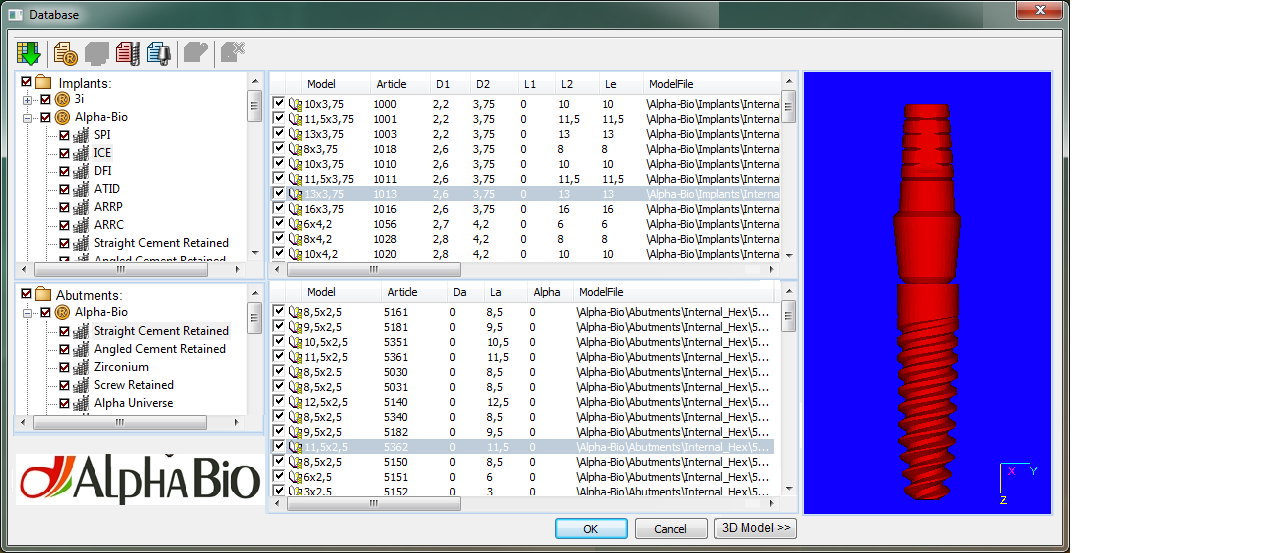 Database
Implants:
3i
Alpha-Bio
SPI
ICE
DFI
ATID
ARRP
ARRC
Straight Cement Retained
Angled Cement Retained
Model Article D1 D2 L1 L2 Le ModelFile
10x3,75 1000 2,2 3,75 0 10 10 \Alpha-Bio\Implants\Interna
11,5x3,75 1001 2,2 3,75 0 11,5 11,5 \Alpha-Bio\Implants\Interna
13x3,75 1003 2,2 3,75 0 13 13 \Alpha-Bio\Implants\Interna
8x3,75 1018 2,6 3,75 0 8 8 \Alpha-Bio\Implants\Interna
10x3,75 1010 2,6 3,75 0 10 10 \Alpha-Bio\Implants\Interna
11,5x3,75 1011 2,6 3,75 0 11,5 11,5 \Alpha-Bio\Implants\Interna
13x3,75 1013 2,6 3,75 0 13 13 \Alpha-Bio\Implants\Interna
16x3,75 1016 2,6 3,75 0 16 16 \Alpha-Bio\Implants\Interna
6x4,2 1056 2,7 4,2 0 6 6 \Alpha-Bio\Implants\Interna
8x4,2 1028 2,8 4,2 0 8 8 \Alpha-Bio\Implants\Interna
10x4,2 1020 2,8 4,2 0 10 10 \Alpha-Bio\Implants\Interna
Abutments:
Alpha-Bio
Straight Cement Retained
Angled Cement Retained
Zirconium
Screw Retained
Alpha Universe
Model Article Da La Alpha ModelFile
8,5x2,5 5161 0 8,5 0 \Alpha-Bio\Abutments\Internal_Hex\5...
9,5x2,5 5181 0 9,5 0 \Alpha-Bio\Abutments\Internal_Hex\5...
10,5x2,5 5351 0 10,5 0 \Alpha-Bio\Abutments\Internal_Hex\5...
11,5x2,5 5361 0 11,5 0 \Alpha-Bio\Abutments\Internal_Hex\5...
8,5x2.5 5030 0 8,5 0 \Alpha-Bio\Abutments\Internal_Hex\5...
8,5x2,5 5031 0 8,5 0 \Alpha-Bio\Abutments\Internal_Hex\5...
12,5x2,5 5140 0 12,5 0 \Alpha-Bio\Abutments\Internal_Hex\5...
8,5x2,5 5340 0 8,5 0 \Alpha-Bio\Abutments\Internal_Hex\5...
9,5x2,5 5182 0 9,5 0 \Alpha-Bio\Abutments\Internal_Hex\5...
11,5x2,5 5362 0 11,5 0 \Alpha-Bio\Abutments\Internal_Hex\5...
8,5x2,5 5150 0 8,5 0 \Alpha-Bio\Abutments\Internal_Hex\5...
6x2,5 5151 0 6 0 \Alpha-Bio\Abutments\Internal_Hex\5...
3x2,5 5152 0 3 0 \Alpha-Bio\Abutments\Internal_Hex\5...
X Y
Z
AlphaBio
OK Cancel 3D Model >>